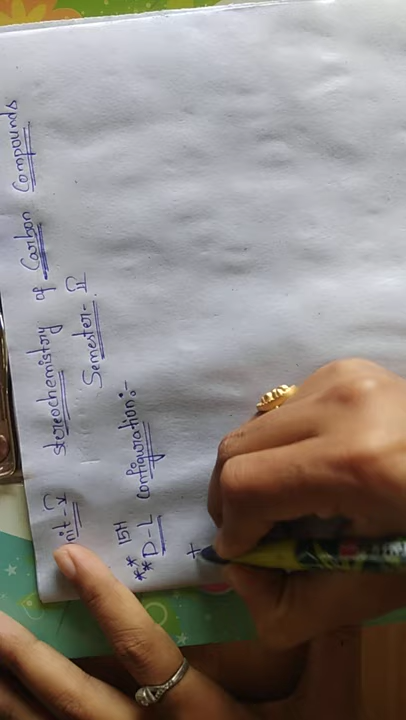 nit-V stereochemistry of Carbon Compounds
Semester-II
15M
** D-L Configuration:-